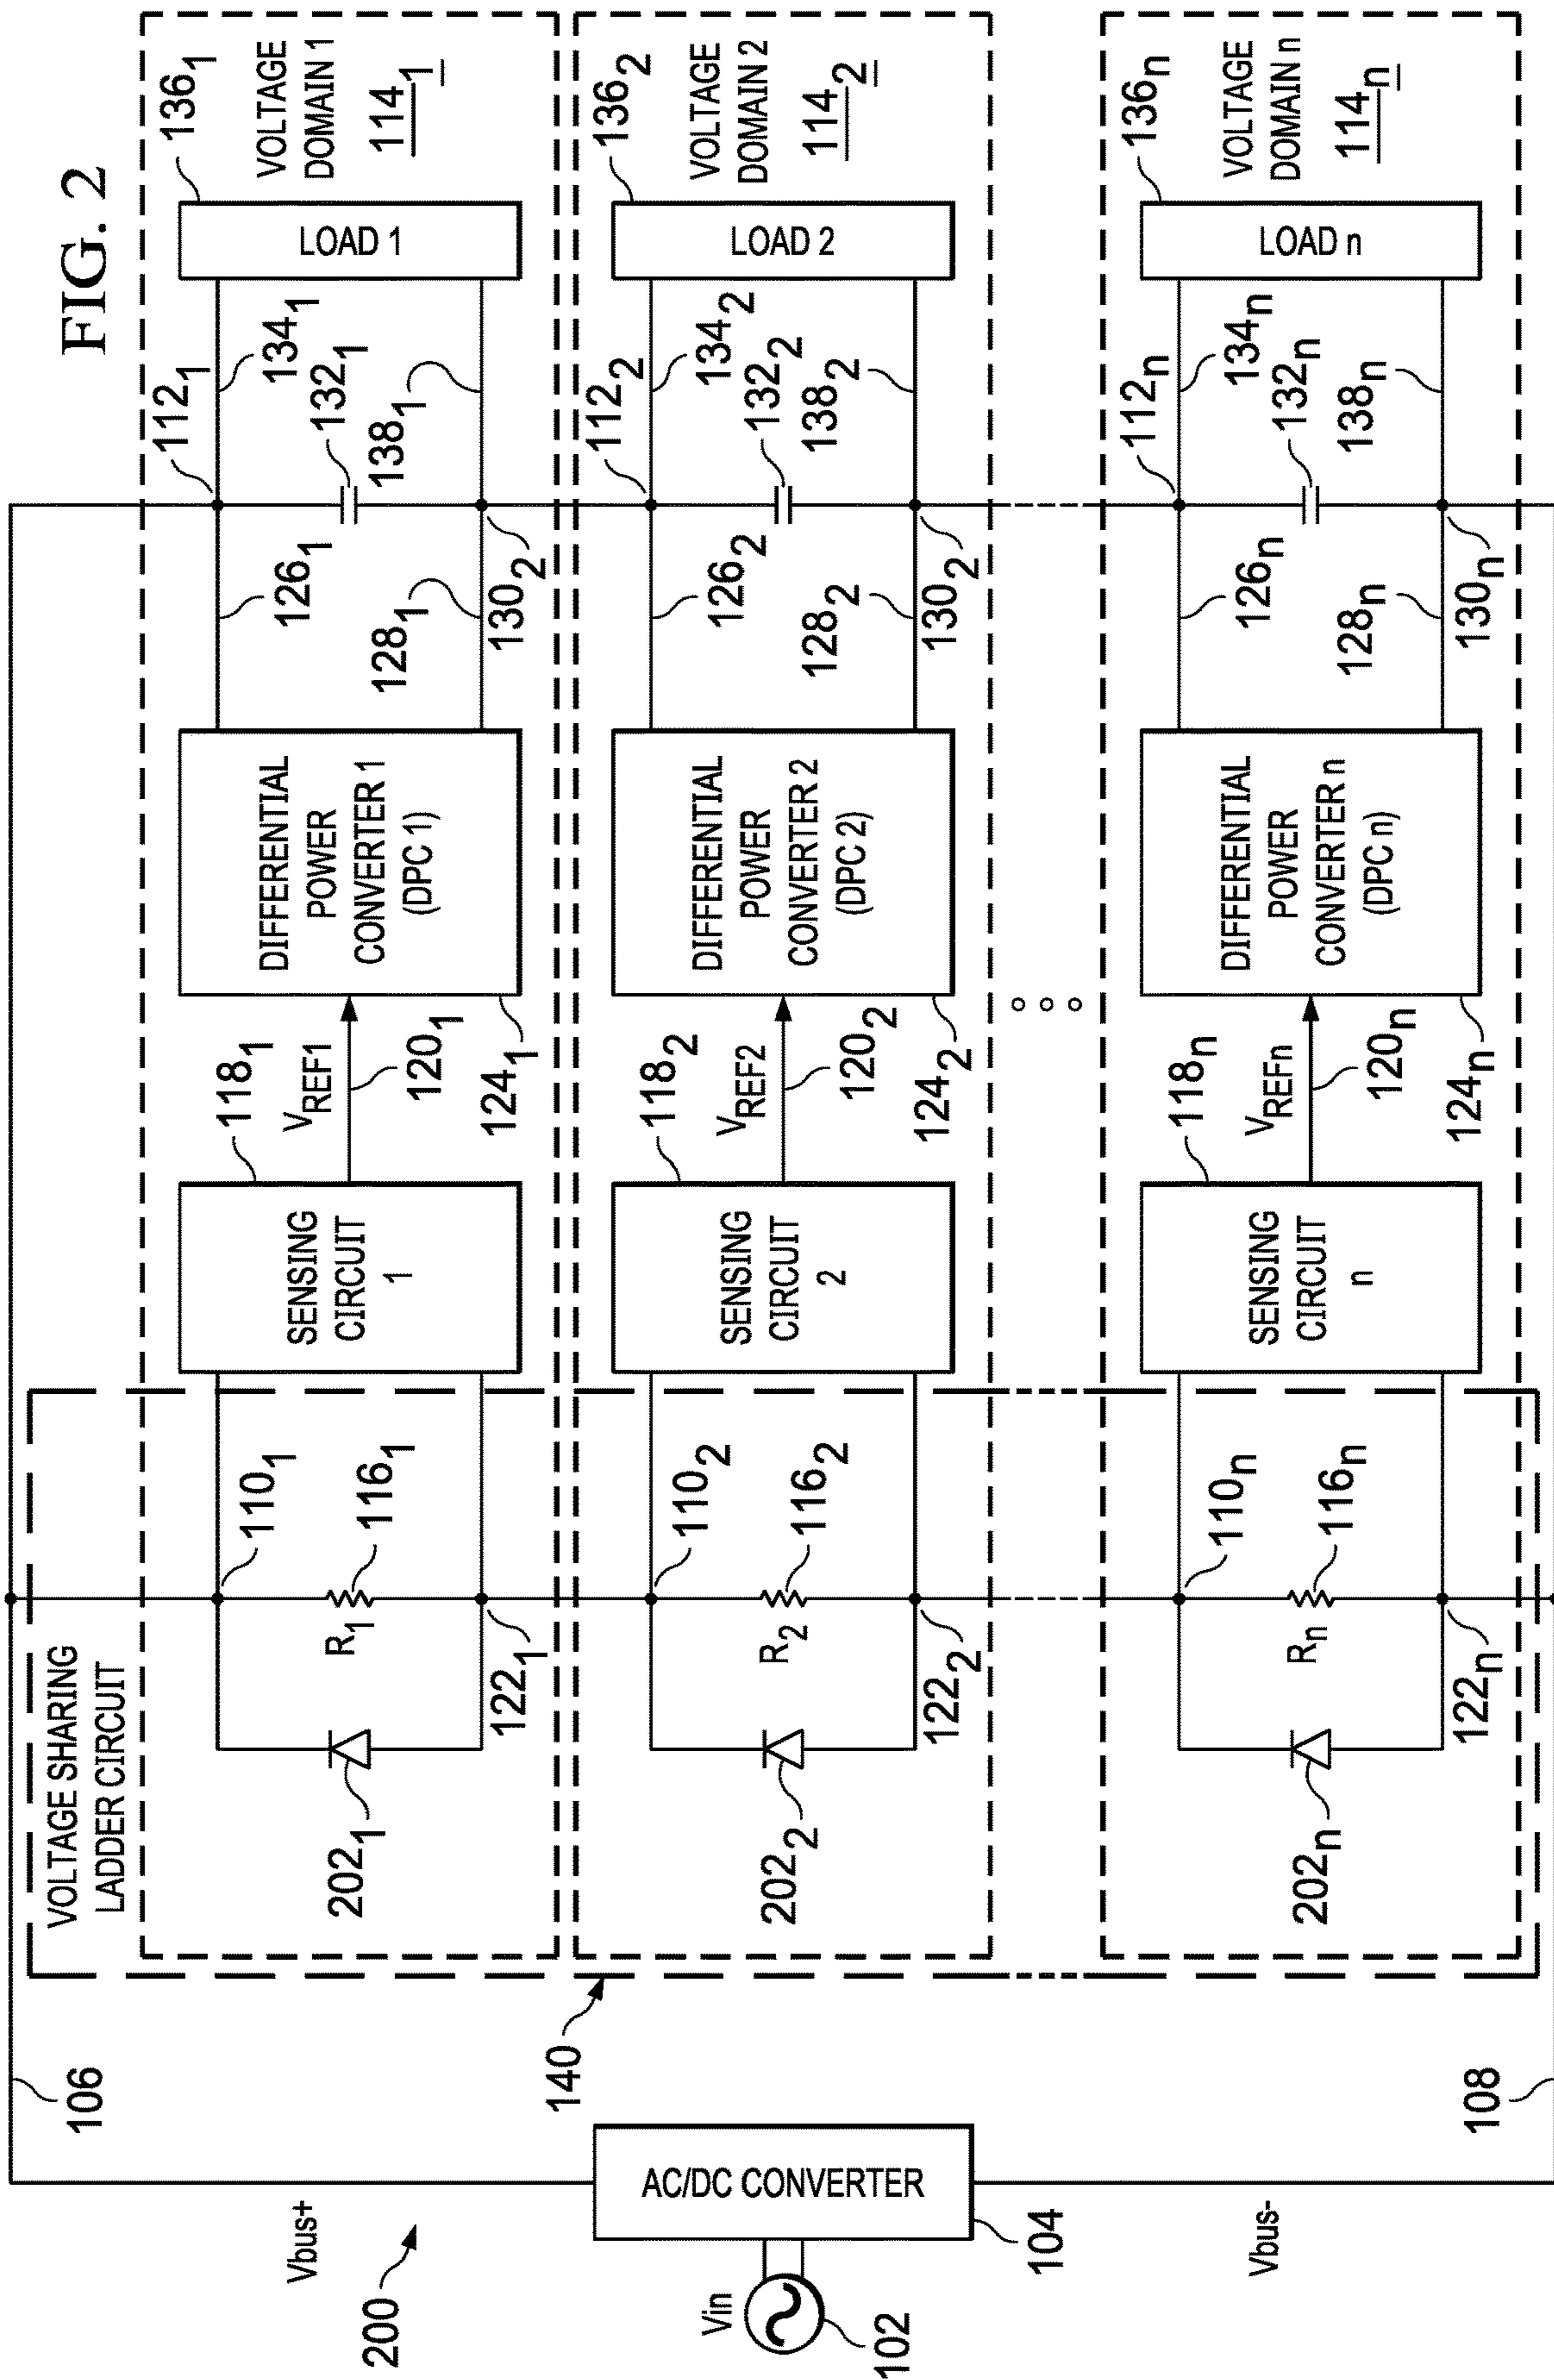 FIG. 2
200
Vbus+
106
Vin
102
AC/DC CONVERTER
104
Vbus-
108
140
VOLTAGE SHARING
LADDER CIRCUIT
202₁
R₁
116₁
110₁
122₁
SENSING
CIRCUIT
1
118₁
V_REF1
120₁
124₁
DIFFERENTIAL
POWER
CONVERTER 1
(DPC 1)
126₁
128₁
130₂
112₁
132₁
134₁
138₁
LOAD 1
136₁
VOLTAGE
DOMAIN 1
114₁
202₂
R₂
116₂
110₂
122₂
SENSING
CIRCUIT
2
118₂
V_REF2
120₂
124₂
DIFFERENTIAL
POWER
CONVERTER 2
(DPC 2)
126₂
128₂
130₂
112₂
132₂
134₂
138₂
LOAD 2
136₂
VOLTAGE
DOMAIN 2
114₂
202ₙ
Rₙ
116ₙ
110ₙ
122ₙ
SENSING
CIRCUIT
n
118ₙ
V_REFn
120ₙ
124ₙ
DIFFERENTIAL
POWER
CONVERTER n
(DPC n)
126ₙ
128ₙ
130ₙ
112ₙ
132ₙ
134ₙ
138ₙ
LOAD n
136ₙ
VOLTAGE
DOMAIN n
114ₙ